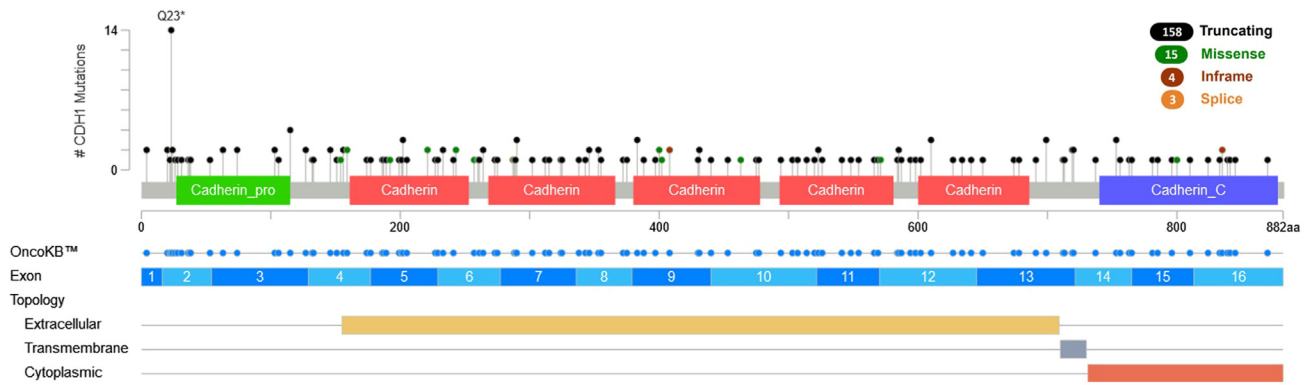 Q23*
14
# CDH1 Mutations
0
158 Truncating
15 Missense
4 Inframe
3 Splice
Cadherin_pro Cadherin Cadherin Cadherin Cadherin Cadherin Cadherin_C
0 200 400 600 800 882aa
OncoKB™
Exon 1 2 3 4 5 6 7 8 9 10 11 12 13 14 15 16
Topology
Extracellular
Transmembrane
Cytoplasmic